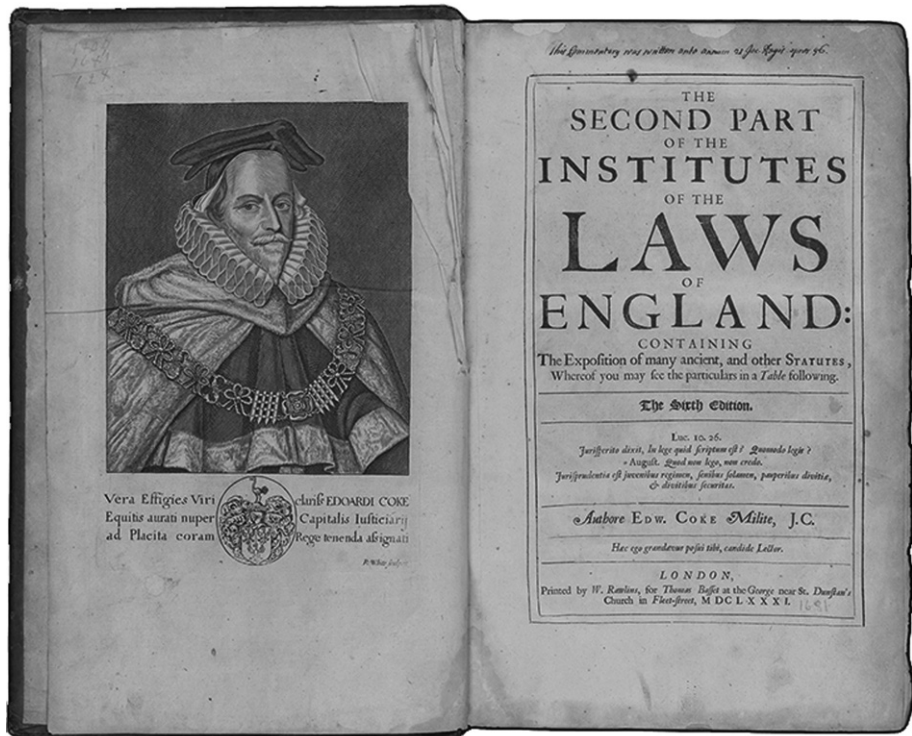 Vera Effigies Viri clariſs EDOARDI COKE
Equitis aurati nuper Capitalis Iuſticiarij
ad Placita coram Rege tenenda aſsignati
This Commentary was written
THE
SECOND PART
OF THE
INSTITUTES
OF THE
LAWS
OF
ENGLAND:
CONTAINING
The Expoſition of many ancient, and other STATUTES,
Whereof you may ſee the particulars in a Table following.
The Sixth Edition.
Luc. 10. 26.
Juriſperito dixit, In lege quid ſcriptum eſt? Quomodo legis?
Auguſt. Quod non lego, non credo.
Juriſprudentia eſt juvenibus regimen, ſenibus ſolamen, pauperibus divitiæ,
& divitibus ſecuritas.
Authore EDW. COKE Milite, J.C.
Hæc ego grandævus poſui tibi, candide Lector.
LONDON,
Printed by W. Rawlins, for Thomas Baſſet at the George near St. Dunſtan's
Church in Fleet-ſtreet, MDCLXXXI.
1681